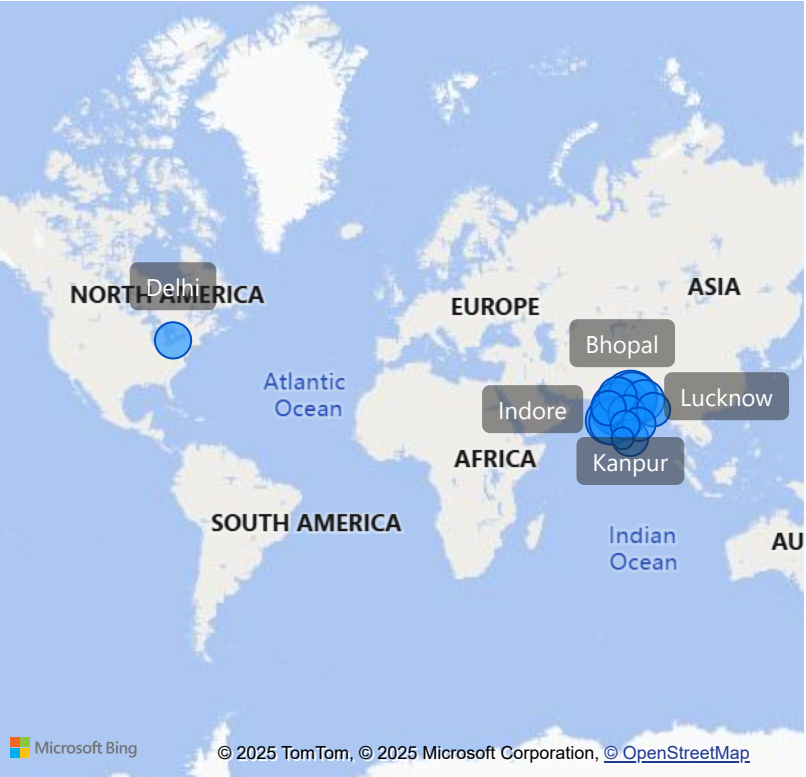 Delhi
NORTH AMERICA
ASIA
EUROPE
Bhopal
Atlantic
Ocean
Indore
Lucknow
AFRICA
Kanpur
SOUTH AMERICA
Indian
Ocean
AU
Microsoft Bing
© 2025 TomTom, © 2025 Microsoft Corporation, © OpenStreetMap